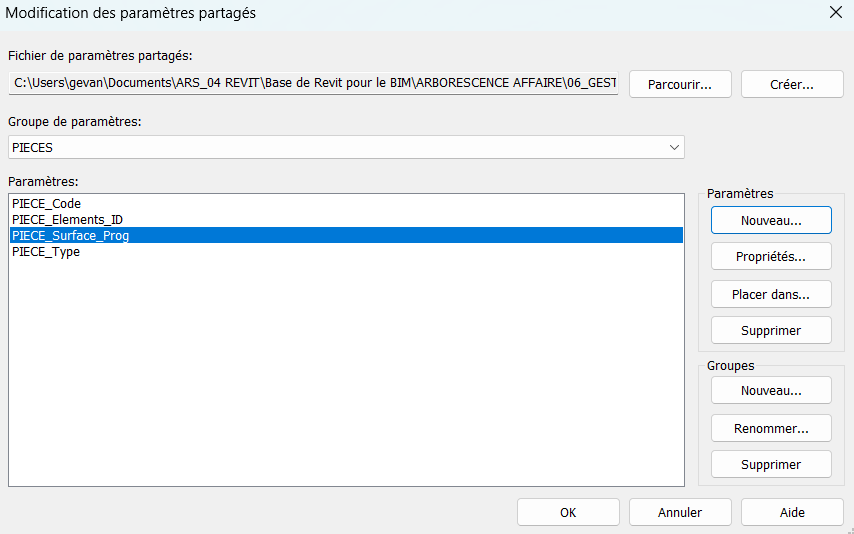 Modification des paramètres partagés
Fichier de paramètres partagés:
C:\Users\gevan\Documents\ARS_04 REVIT\Base de Revit pour le BIM\ARBORESCENCE AFFAIRE\06_GEST
Parcourir...
Créer...
Groupe de paramètres:
PIECES
Paramètres:
PIECE_Code
PIECE_Elements_ID
PIECE_Surface_Prog
PIECE_Type
Paramètres
Nouveau...
Propriétés...
Placer dans...
Supprimer
Groupes
Nouveau...
Renommer...
Supprimer
OK
Annuler
Aide